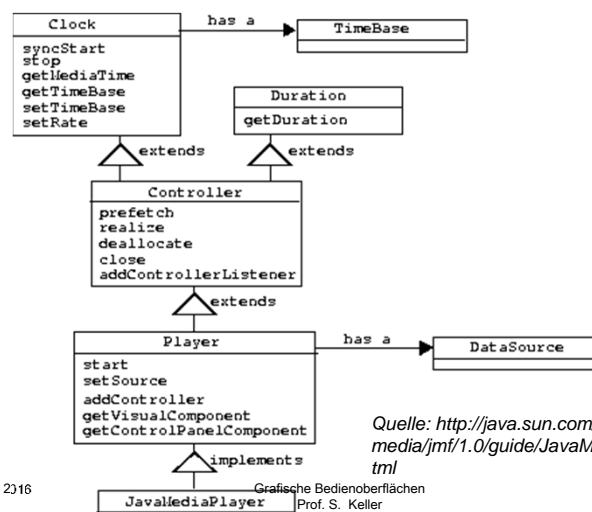 Clock
has a
TimeBase
syncStart
stop
getMediaTime
getTimeBase
setTimeBase
setRate
Duration
getDuration
extends
extends
Controller
prefetch
realize
deallocate
close
addControllerListener
extends
Player
has a
DataSource
start
setSource
addController
getVisualComponent
getControlPanelComponent
Quelle: http://java.sun.com/
media/jmf/1.0/guide/JavaM
tml
implements
2016
Grafische Bedienoberflächen
JavaMediaPlayer
Prof. S. Keller